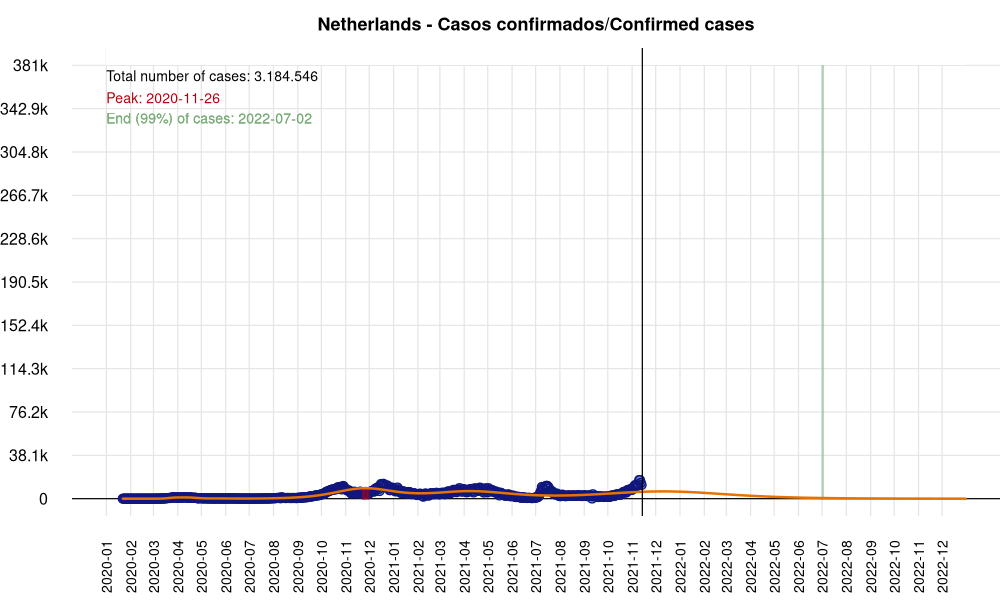 Netherlands - Casos confirmados/Confirmed cases
381k
342.9k
304.8k
266.7k
228.6k
190.5k
152.4k
114.3k
76.2k
38.1k
0
Total number of cases: 3.184.546
Peak: 2020-11-26
End (99%) of cases: 2022-07-02
2020-01
2020-02
2020-03
2020-04
2020-05
2020-06
2020-07
2020-08
2020-09
2020-10
2020-11
2020-12
2021-01
2021-02
2021-03
2021-04
2021-05
2021-06
2021-07
2021-08
2021-09
2021-10
2021-11
2021-12
2022-01
2022-02
2022-03
2022-04
2022-05
2022-06
2022-07
2022-08
2022-09
2022-10
2022-11
2022-12